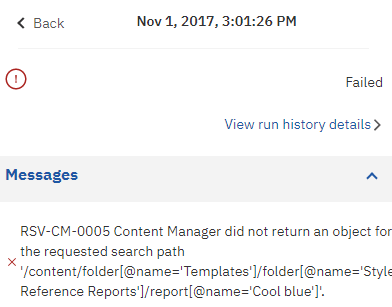 Back
Nov 1, 2017, 3:01:26 PM
Failed
View run history details
Messages
RSV-CM-0005 Content Manager did not return an object for
the requested search path
'/content/folder[@name='Templates']/folder[@name='Style
Reference Reports']/report[@name='Cool blue']'.